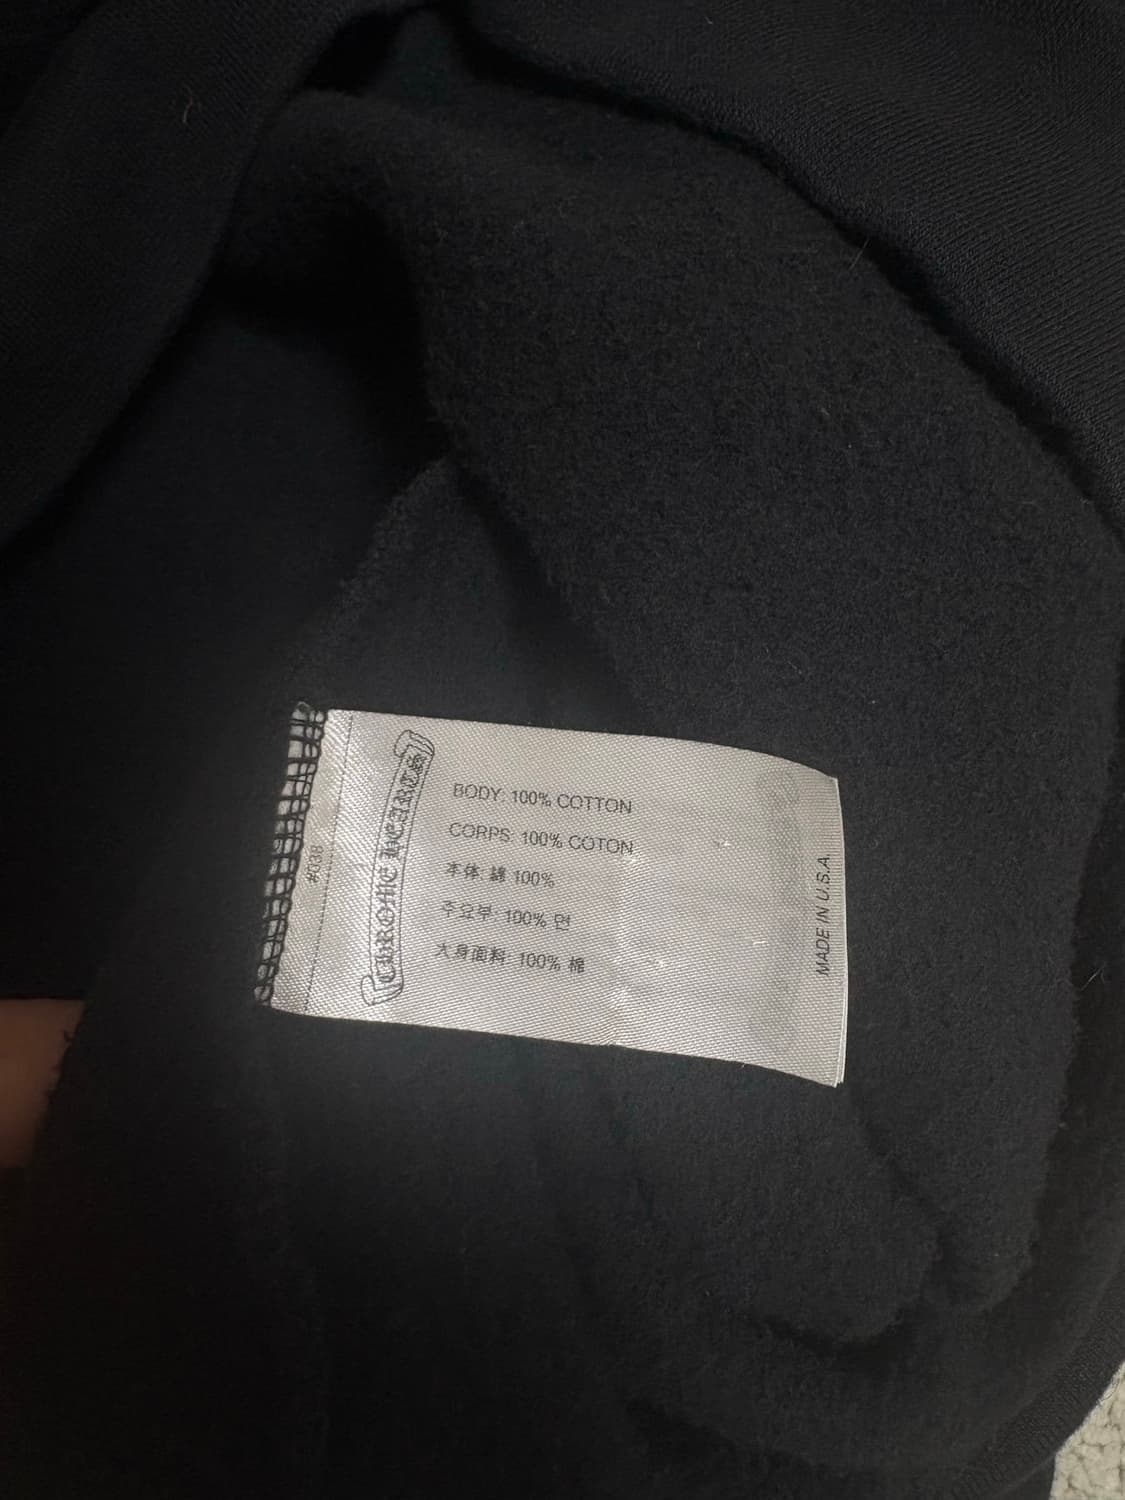 #038
CHROME HEARTS
BODY: 100% COTTON
CORPS: 100% COTON
本体: 綿 100%
주요부: 100% 면
大身面料: 100% 棉
MADE IN U.S.A.